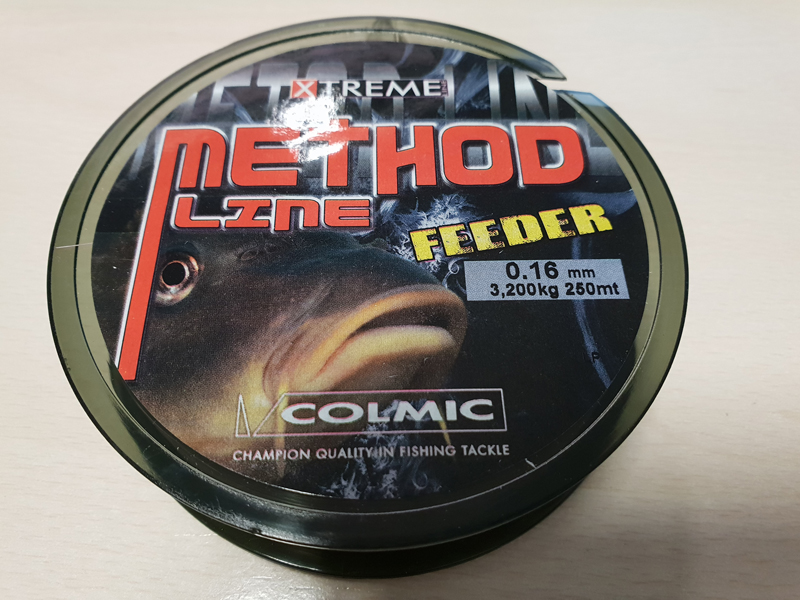 XTREME
METHOD
LINE
FEEDER
0.16 mm
3,200kg 250mt
COLMIC
CHAMPION QUALITY IN FISHING TACKLE